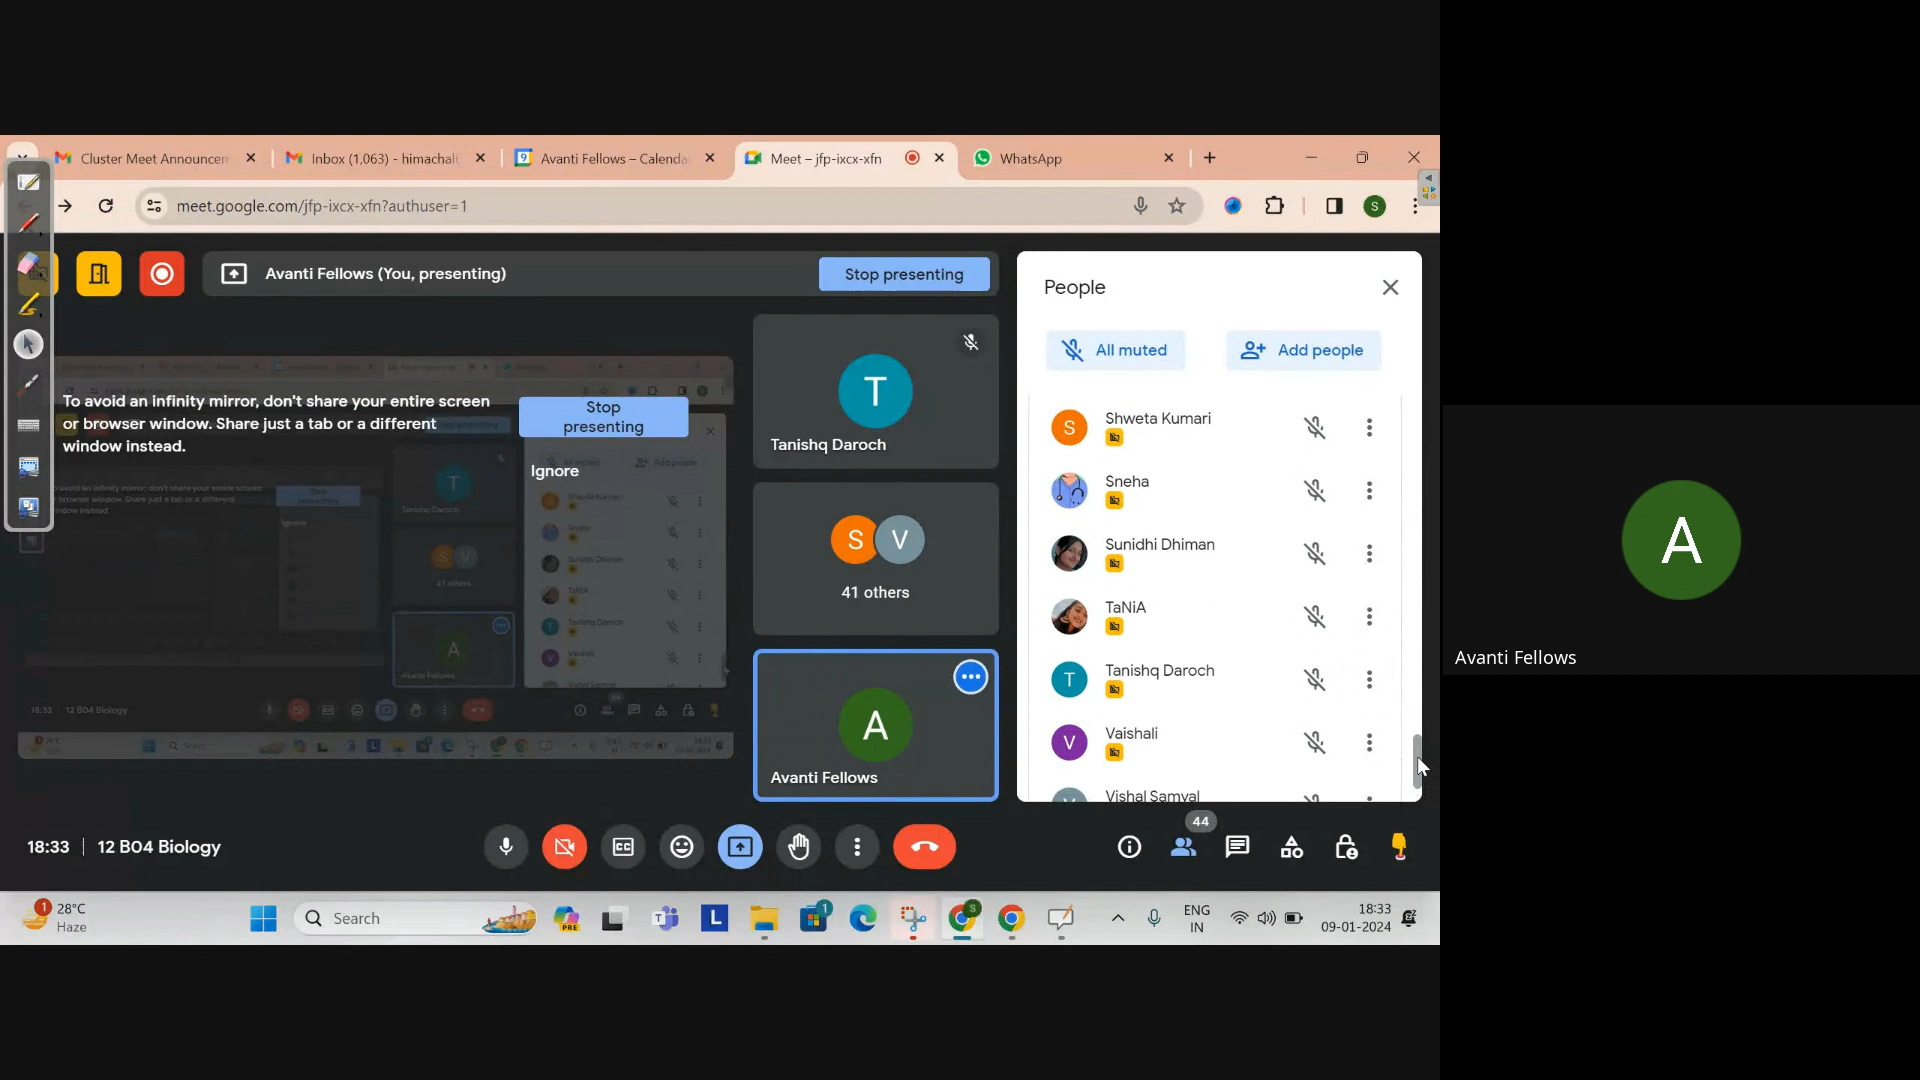 Cluster Meet Announcem
Inbox (1,063) - himachal
9
Avanti Fellows – Calenda
Meet – jfp-ixcx-xfn
WhatsApp
meet.google.com/jfp-ixcx-xfn?authuser=1
S
Avanti Fellows (You, presenting)
Stop presenting
To avoid an infinity mirror, don't share your entire screen
or browser window. Share just a tab or a different
window instead.
Stop
presenting
Ignore
T
Tanishq Daroch
S
V
41 others
A
Avanti Fellows
People
All muted
Add people
S
Shweta Kumari
Sneha
Sunidhi Dhiman
TaNiA
T
Tanishq Daroch
V
Vaishali
Vishal Samyal
18:33
12 B04 Biology
44
1
28°C
Haze
Search
PRE
L
1
S
ENG
IN
18:33
09-01-2024
A
Avanti Fellows